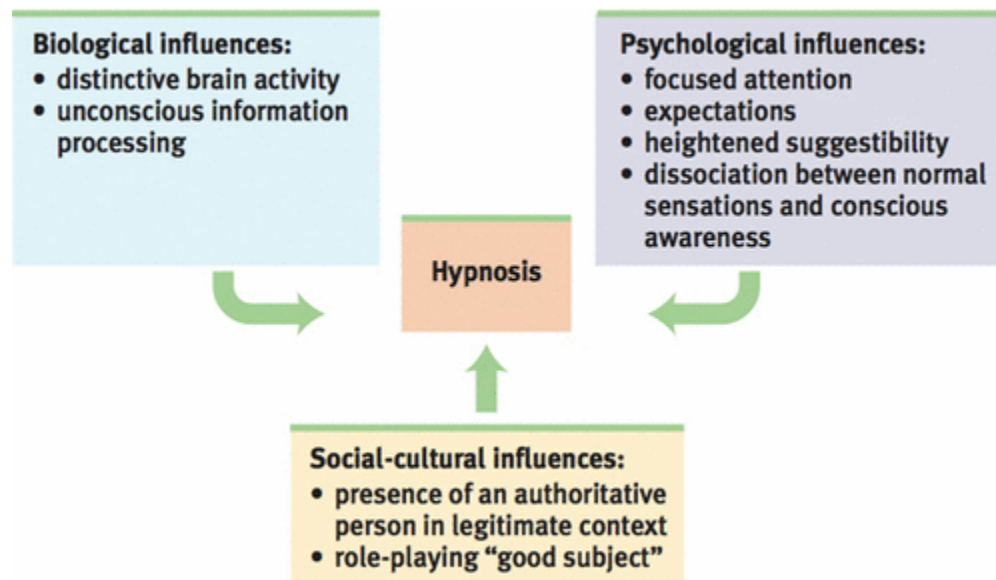 Biological influences:
• distinctive brain activity
• unconscious information
processing
Psychological influences:
• focused attention
• expectations
• heightened suggestibility
• dissociation between normal
sensations and conscious
awareness
Hypnosis
Social-cultural influences:
• presence of an authoritative
person in legitimate context
• role-playing “good subject”